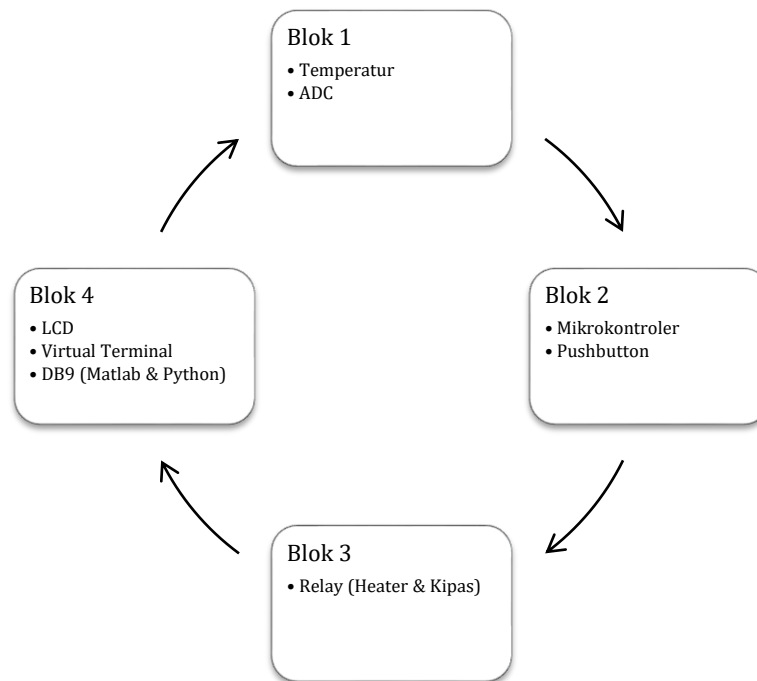 Blok 1
• Temperatur
• ADC
Blok 2
• Mikrokontroler
• Pushbutton
Blok 3
• Relay (Heater & Kipas)
Blok 4
• LCD
• Virtual Terminal
• DB9 (Matlab & Python)